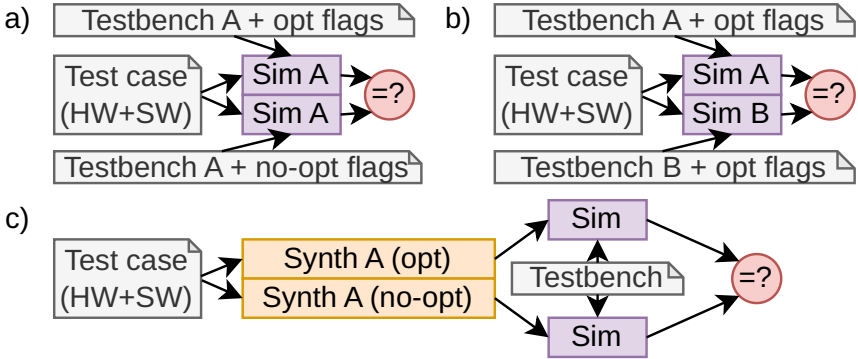 a)
Testbench A + opt flags
Test case
(HW+SW)
Sim A
Sim A
=?
Testbench A + no-opt flags
b)
Testbench A + opt flags
Test case
(HW+SW)
Sim A
Sim B
=?
Testbench B + opt flags
c)
Test case
(HW+SW)
Synth A (opt)
Synth A (no-opt)
Sim
Testbench
Sim
=?